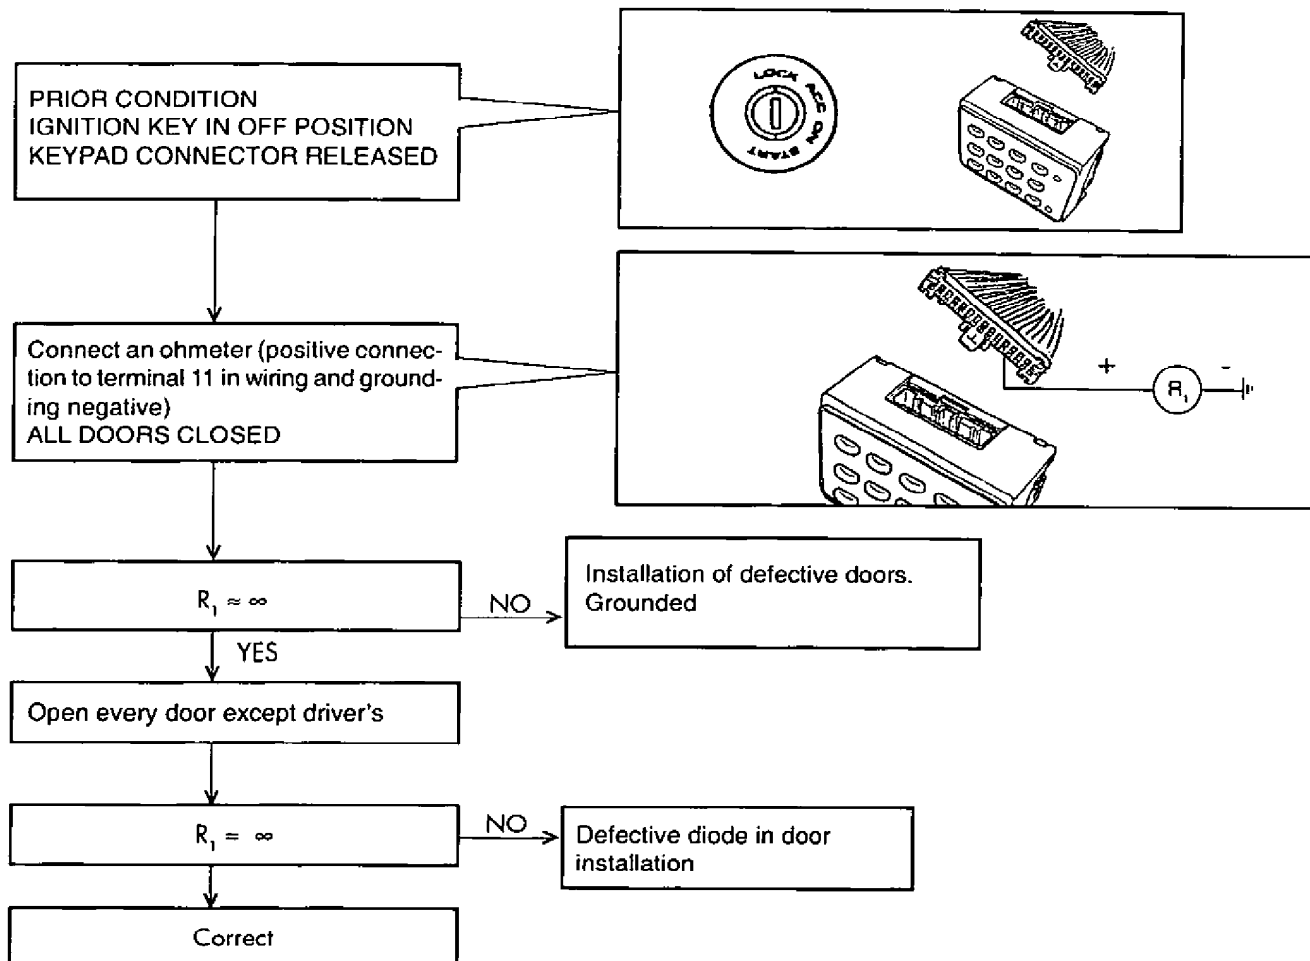 PRIOR CONDITION
IGNITION KEY IN OFF POSITION
KEYPAD CONNECTOR RELEASED
LOCK ACC ON START
Connect an ohmeter (positive connec-
tion to terminal 11 in wiring and ground-
ing negative)
ALL DOORS CLOSED
+ -
R₁
R₁ ≈ ∞
NO
Installation of defective doors.
Grounded
YES
Open every door except driver's
R₁ = ∞
NO
Defective diode in door
installation
Correct